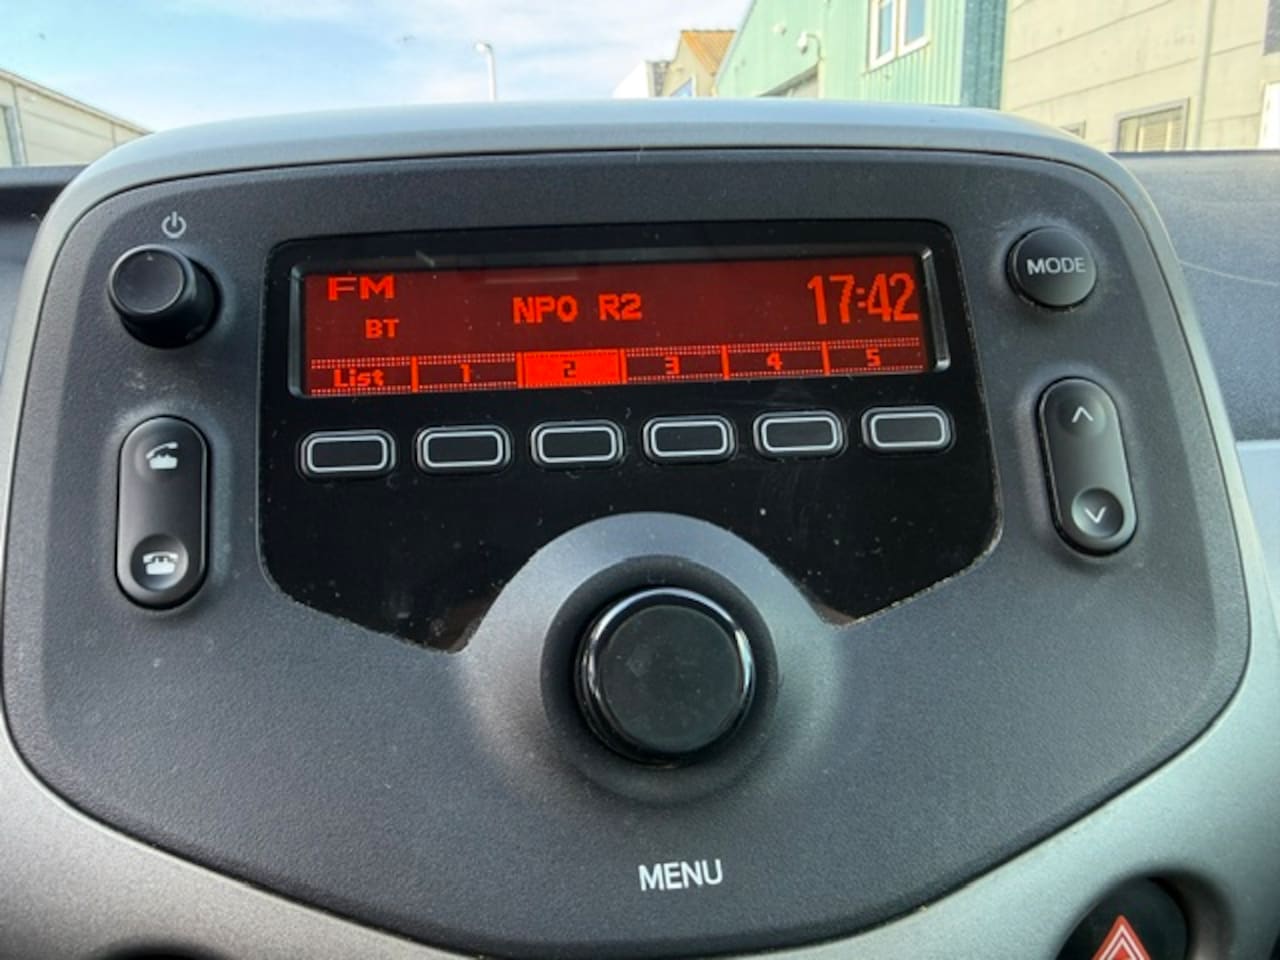 FM
BT
NPO R2
17:42
List 1 2 3 4 5
MODE
MENU